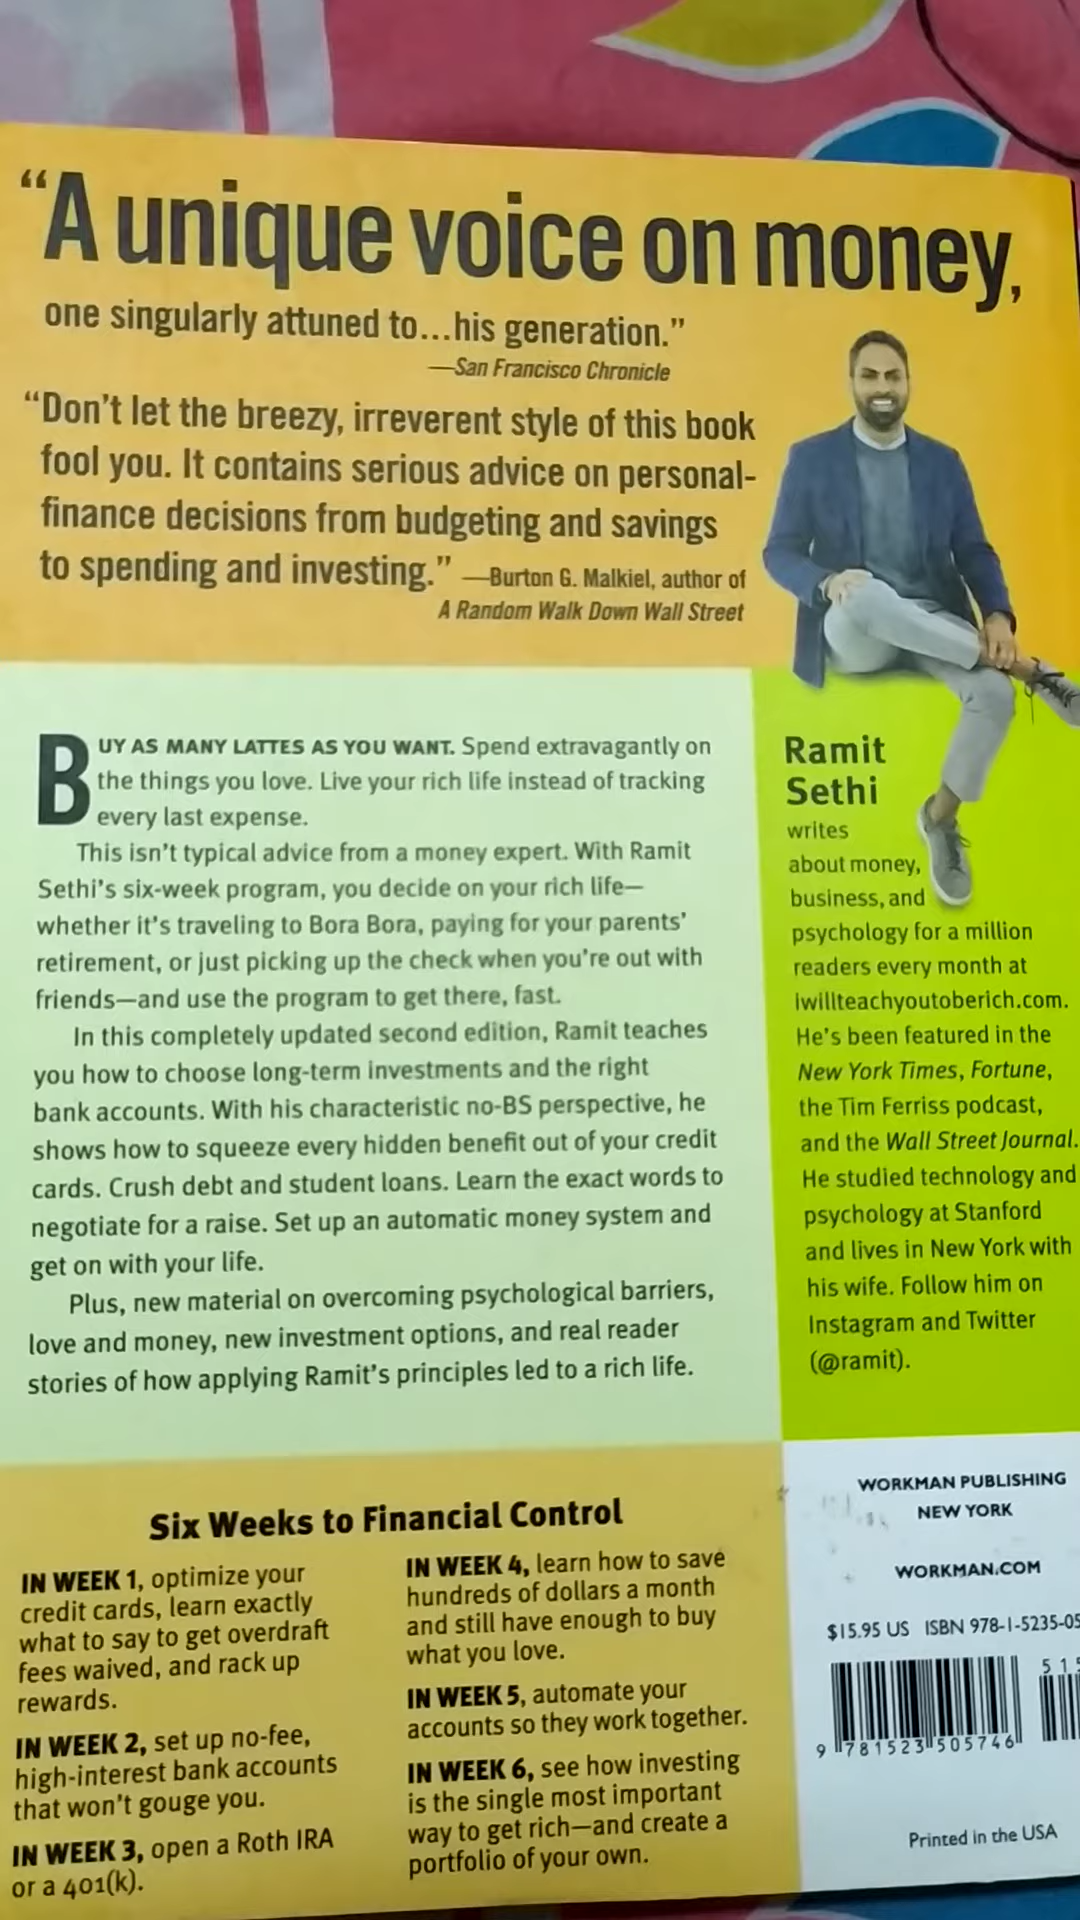 “A unique voice on money,
one singularly attuned to...his generation.”
—San Francisco Chronicle
“Don’t let the breezy, irreverent style of this book
fool you. It contains serious advice on personal-
finance decisions from budgeting and savings
to spending and investing.” —Burton G. Malkiel, author of
A Random Walk Down Wall Street
BUY AS MANY LATTES AS YOU WANT. Spend extravagantly on
the things you love. Live your rich life instead of tracking
every last expense.
This isn’t typical advice from a money expert. With Ramit
Sethi’s six-week program, you decide on your rich life—
whether it’s traveling to Bora Bora, paying for your parents’
retirement, or just picking up the check when you’re out with
friends—and use the program to get there, fast.
In this completely updated second edition, Ramit teaches
you how to choose long-term investments and the right
bank accounts. With his characteristic no-BS perspective, he
shows how to squeeze every hidden benefit out of your credit
cards. Crush debt and student loans. Learn the exact words to
negotiate for a raise. Set up an automatic money system and
get on with your life.
Plus, new material on overcoming psychological barriers,
love and money, new investment options, and real reader
stories of how applying Ramit’s principles led to a rich life.
Ramit
Sethi
writes
about money,
business, and
psychology for a million
readers every month at
iwillteachyoutoberich.com.
He’s been featured in the
New York Times, Fortune,
the Tim Ferriss podcast,
and the Wall Street Journal.
He studied technology and
psychology at Stanford
and lives in New York with
his wife. Follow him on
Instagram and Twitter
(@ramit).
Six Weeks to Financial Control
IN WEEK 1, optimize your
credit cards, learn exactly
what to say to get overdraft
fees waived, and rack up
rewards.
IN WEEK 2, set up no-fee,
high-interest bank accounts
that won’t gouge you.
IN WEEK 3, open a Roth IRA
or a 401(k).
IN WEEK 4, learn how to save
hundreds of dollars a month
and still have enough to buy
what you love.
IN WEEK 5, automate your
accounts so they work together.
IN WEEK 6, see how investing
is the single most important
way to get rich—and create a
portfolio of your own.
WORKMAN PUBLISHING
NEW YORK
WORKMAN.COM
$15.95 US ISBN 978-1-5235-05
5 1 5
9 781523 505746
Printed in the USA